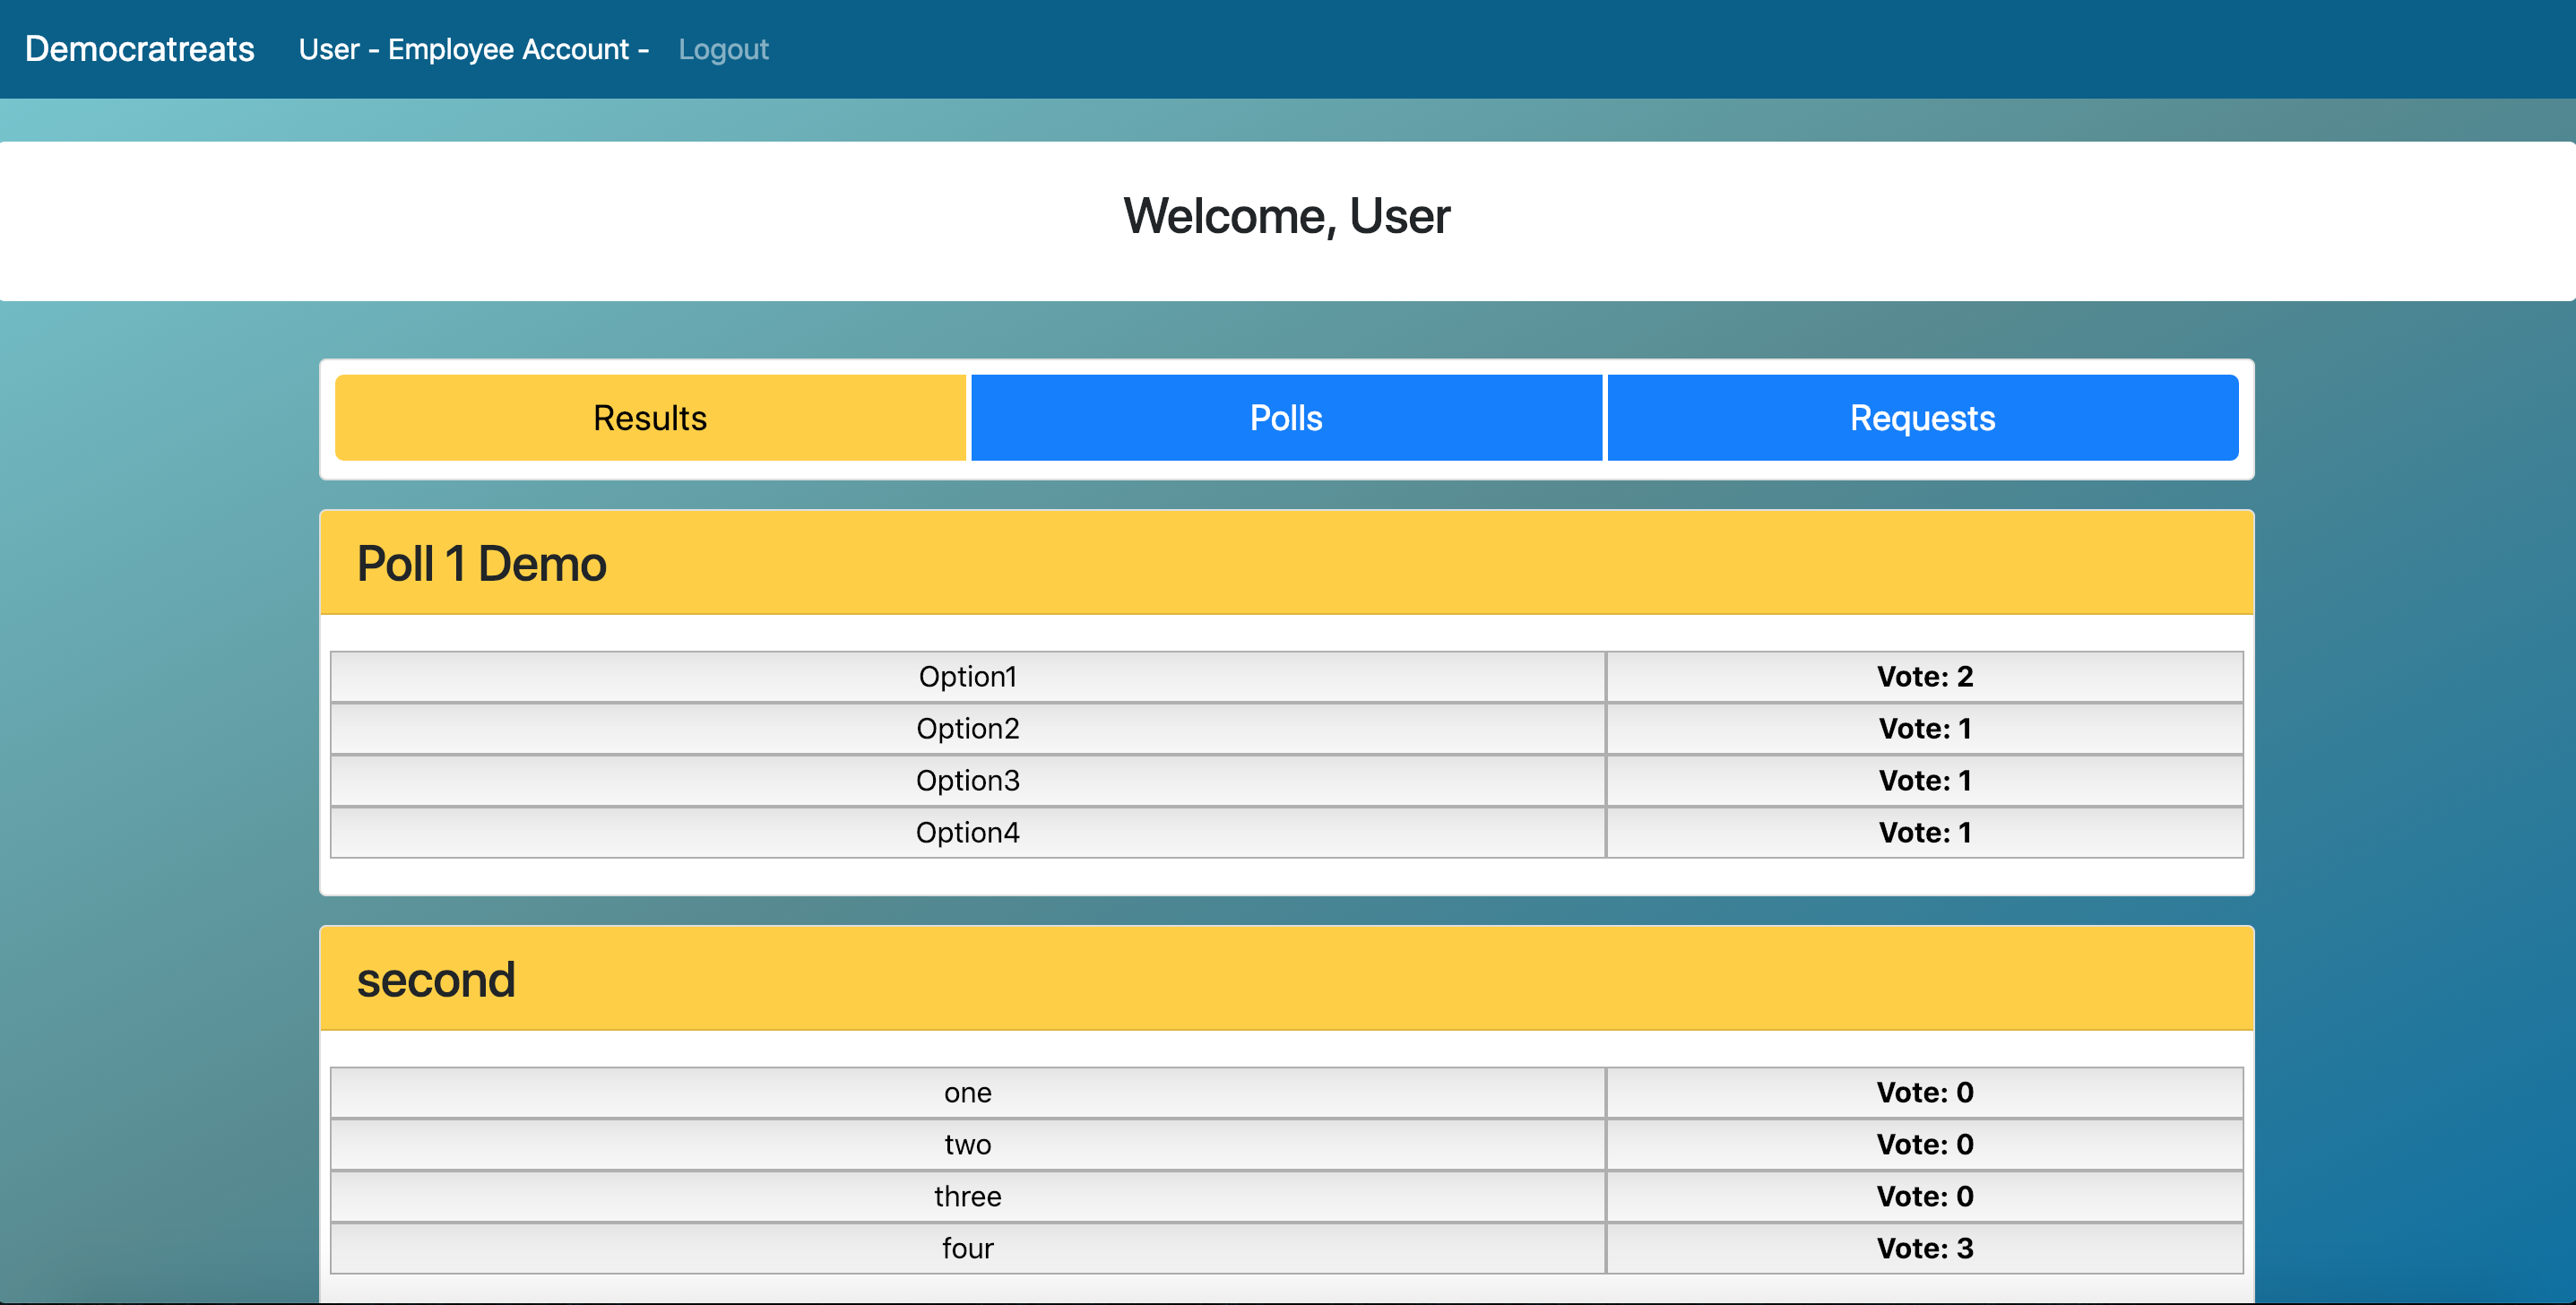 Democratreats User - Employee Account - Logout
Welcome, User
Results Polls Requests
Poll 1 Demo
Option1 Vote: 2
Option2 Vote: 1
Option3 Vote: 1
Option4 Vote: 1
second
one Vote: 0
two Vote: 0
three Vote: 0
four Vote: 3